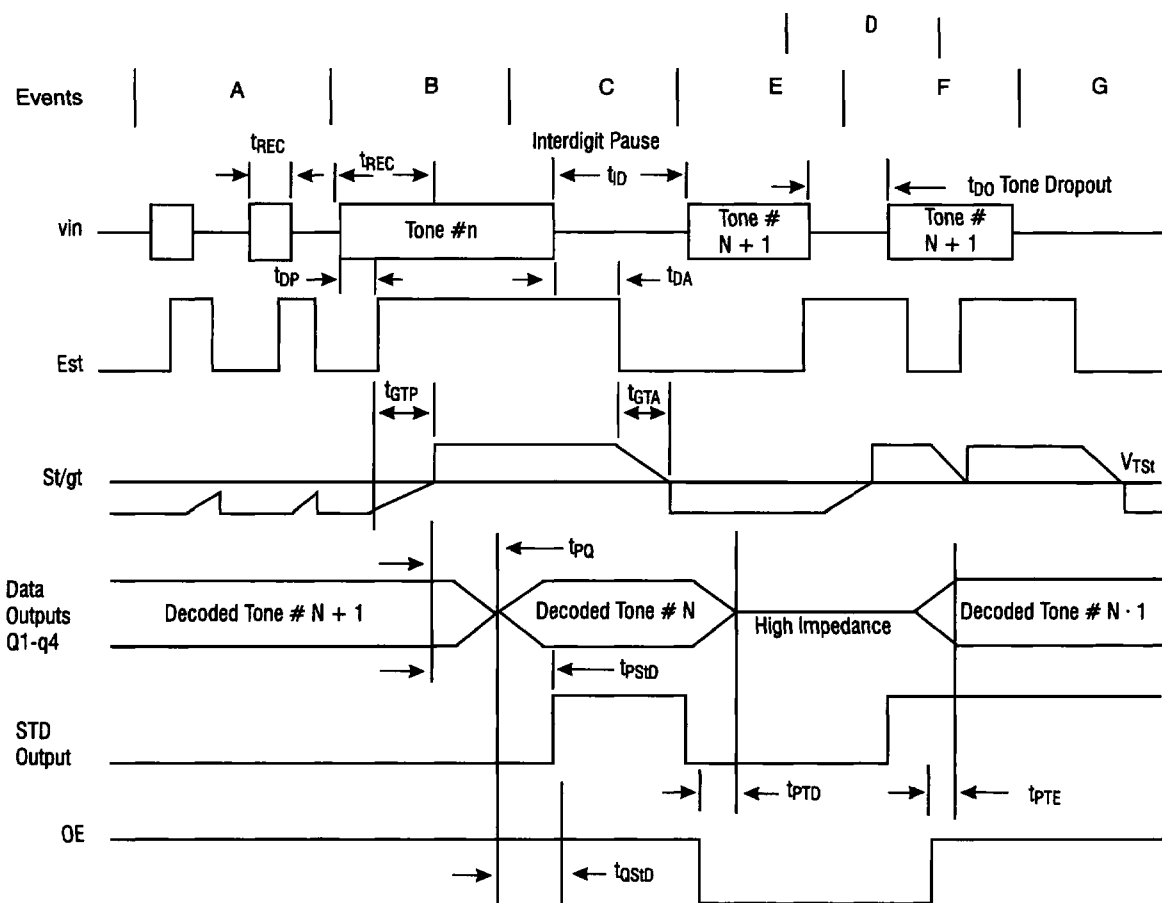 D
Events A B C E F G
Interdigit Pause
tREC tREC tID tDO Tone Dropout
vin Tone #n Tone # N + 1 Tone # N + 1
tDP tDA
Est
tGTP tGTA
St/gt VTSt
tPQ
Data Outputs Q1-q4 Decoded Tone # N + 1 Decoded Tone # N High Impedance Decoded Tone # N · 1
tPStD
STD Output
tPTD tPTE
OE
tQStD